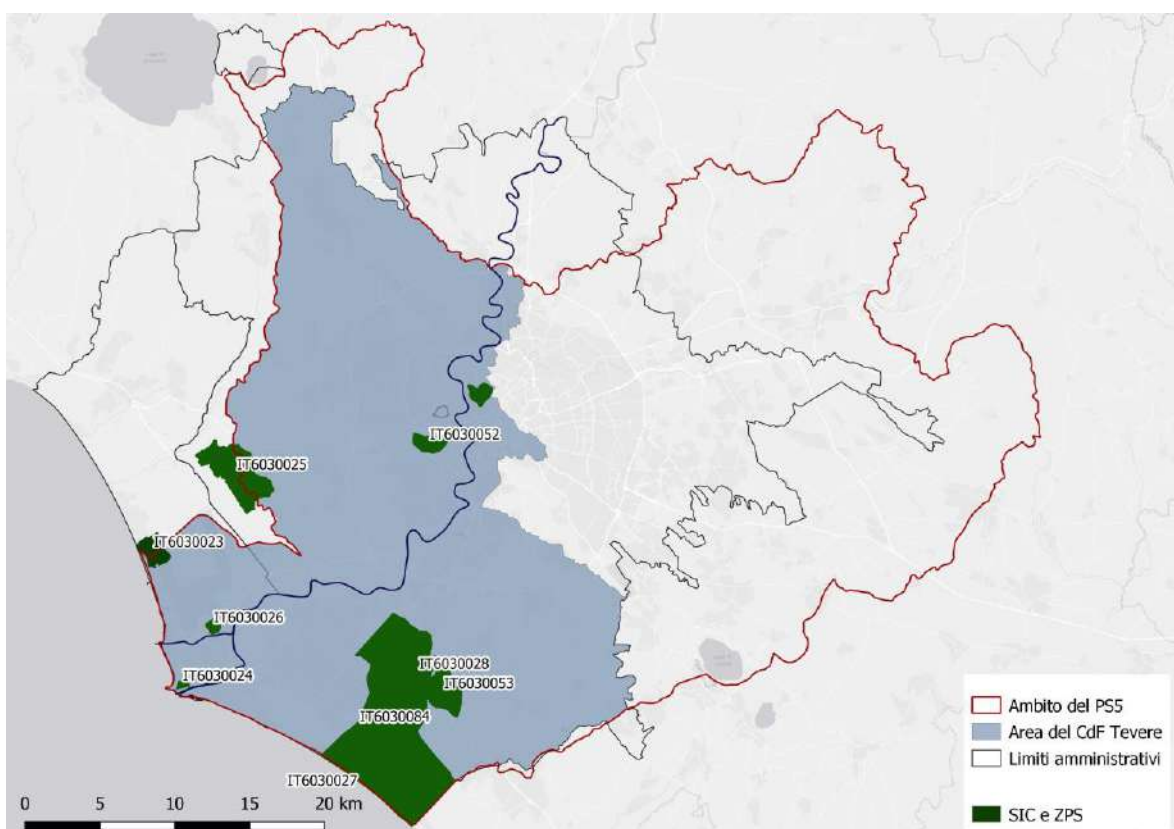 IT6030052
IT6030025
IT6030023
IT6030026
IT6030024
IT6030028
IT6030053
IT6030084
IT6030027
0 5 10 15 20 km
Ambito del PS5
Area del CdF Tevere
Limiti amministrativi
SIC e ZPS